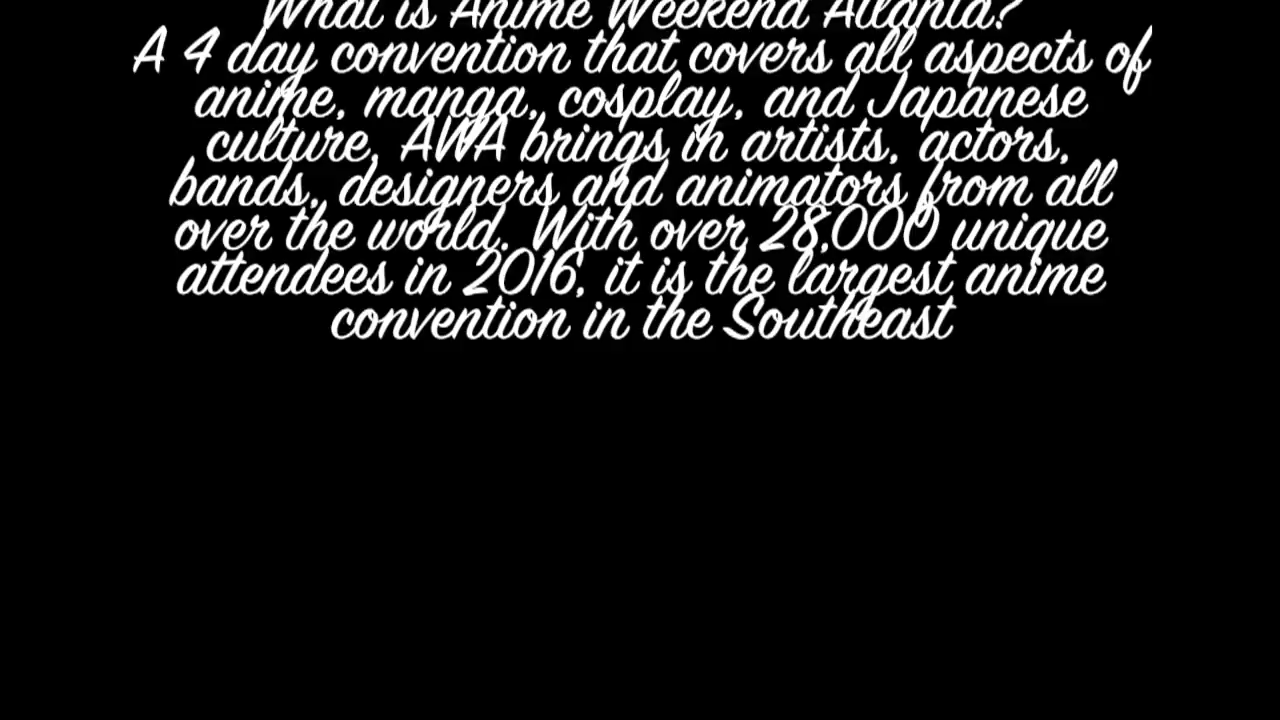 What is Anime Weekend Atlanta?
A 4 day convention that covers all aspects of
anime, manga, cosplay, and Japanese
culture, AWA brings in artists, actors,
bands, designers and animators from all
over the world. With over 28,000 unique
attendees in 2016, it is the largest anime
convention in the Southeast